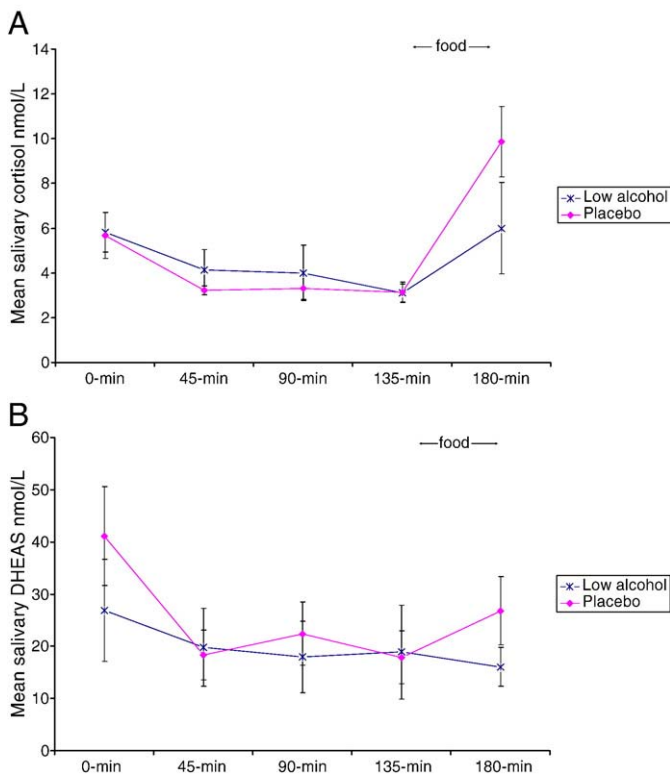 A
Mean salivary cortisol nmol/L
14
12
10
8
6
4
2
0
food
Low alcohol
Placebo
0-min 45-min 90-min 135-min 180-min
B
Mean salivary DHEAS nmol/L
60
50
40
30
20
10
0
food
Low alcohol
Placebo
0-min 45-min 90-min 135-min 180-min